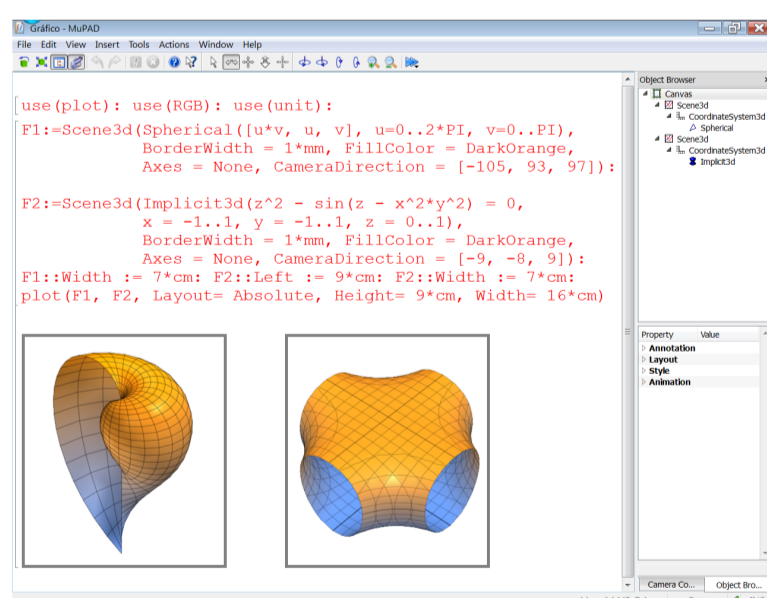 Gráfico - MuPAD
File Edit View Insert Tools Actions Window Help
use(plot): use(RGB): use(unit):
F1:=Scene3d(Spherical([u*v, u, v], u=0..2*PI, v=0..PI),
BorderWidth = 1*mm, FillColor = DarkOrange,
Axes = None, CameraDirection = [-105, 93, 97]):
F2:=Scene3d(Implicit3d(z^2 - sin(z - x^2*y^2) = 0,
x = -1..1, y = -1..1, z = 0..1),
BorderWidth = 1*mm, FillColor = DarkOrange,
Axes = None, CameraDirection = [-9, -8, 9]):
F1::Width := 7*cm: F2::Left := 9*cm: F2::Width := 7*cm:
plot(F1, F2, Layout= Absolute, Height= 9*cm, Width= 16*cm)
Object Browser
Canvas
Scene3d
CoordinateSystem3d
Spherical
Scene3d
CoordinateSystem3d
Implicit3d
Property Value
Annotation
Layout
Style
Animation
Camera Co... Object Bro...